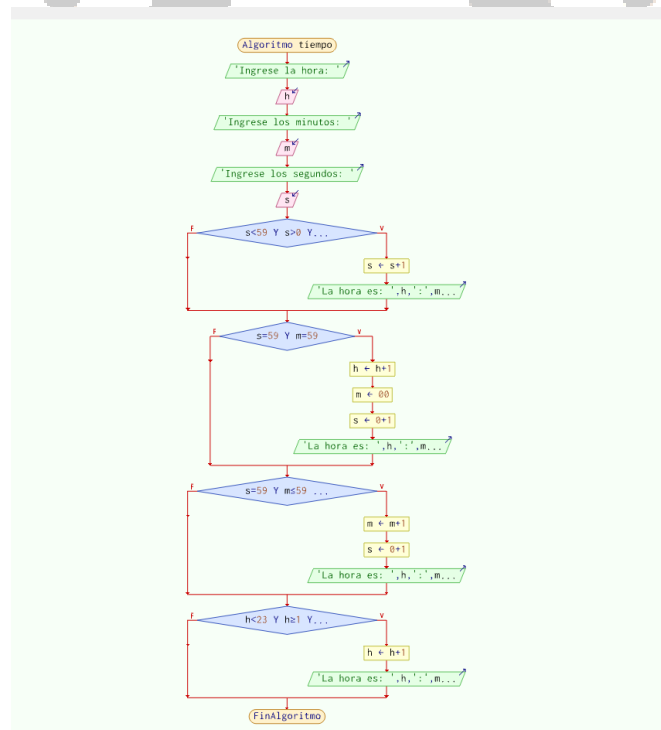 Algoritmo tiempo
'Ingrese la hora: '
h
'Ingrese los minutos: '
m
'Ingrese los segundos: '
s
F s<59 Y s>0 Y... V
s ← s+1
'La hora es: ',h,':',m...
F s=59 Y m=59 V
h ← h+1
m ← 00
s ← 0+1
'La hora es: ',h,':',m...
F s=59 Y m≤59 ... V
m ← m+1
s ← 0+1
'La hora es: ',h,':',m...
F h<23 Y h≥1 Y... V
h ← h+1
'La hora es: ',h,':',m...
FinAlgoritmo